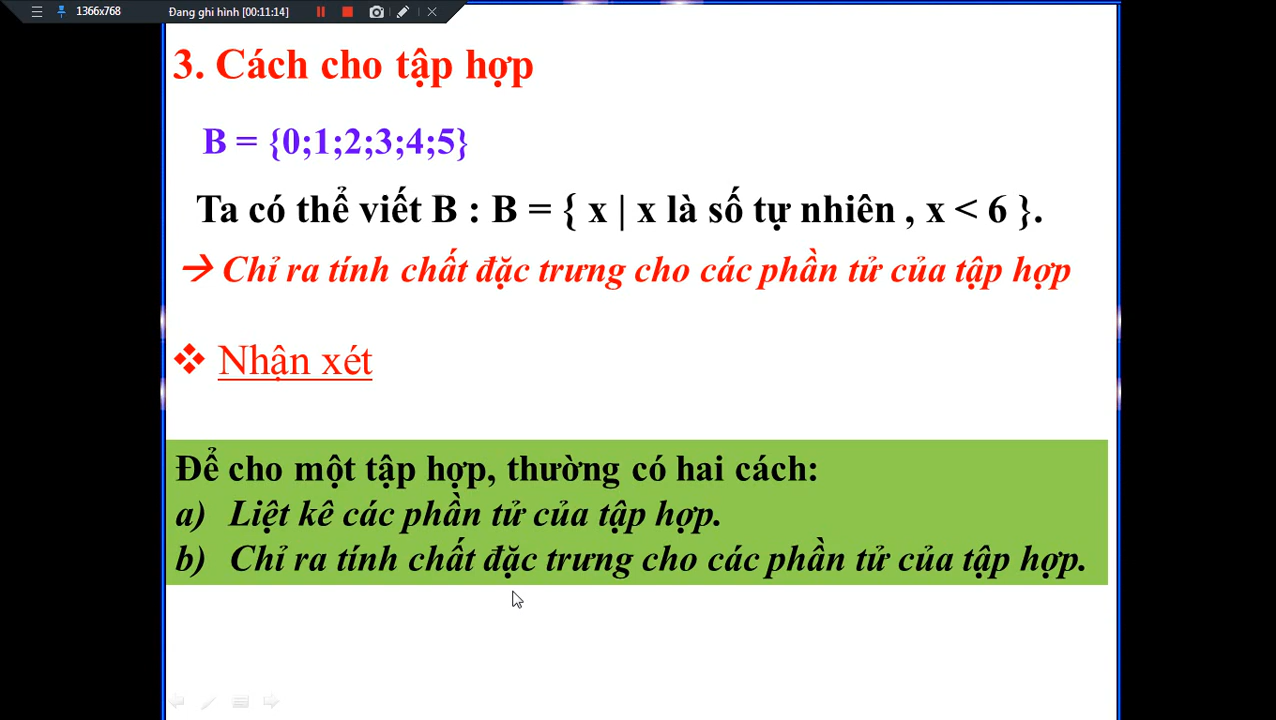 1366x768 Đang ghi hình [00:11:14]
3. Cách cho tập hợp
B = {0;1;2;3;4;5}
Ta có thể viết B : B = { x | x là số tự nhiên , x < 6 }.
→ Chỉ ra tính chất đặc trưng cho các phần tử của tập hợp
❖ Nhận xét
Để cho một tập hợp, thường có hai cách:
a) Liệt kê các phần tử của tập hợp.
b) Chỉ ra tính chất đặc trưng cho các phần tử của tập hợp.